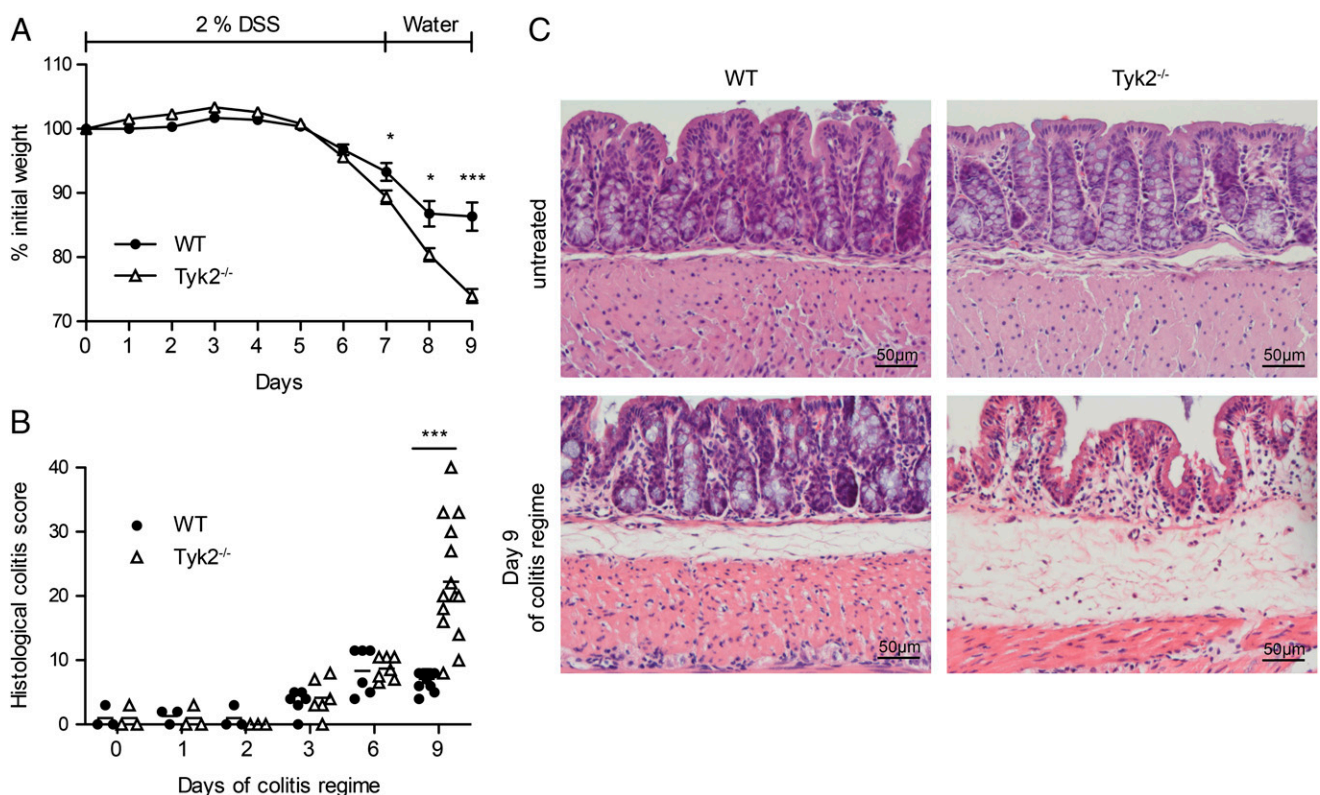 A
2 % DSS
Water
110
100
90
80
70
% initial weight
*
*
***
WT
Tyk2-/-
0 1 2 3 4 5 6 7 8 9
Days
B
***
40
30
20
10
0
Histological colitis score
WT
Tyk2-/-
0 1 2 3 6 9
Days of colitis regime
C
WT
Tyk2-/-
untreated
50µm
50µm
Day 9
of colitis regime
50µm
50µm